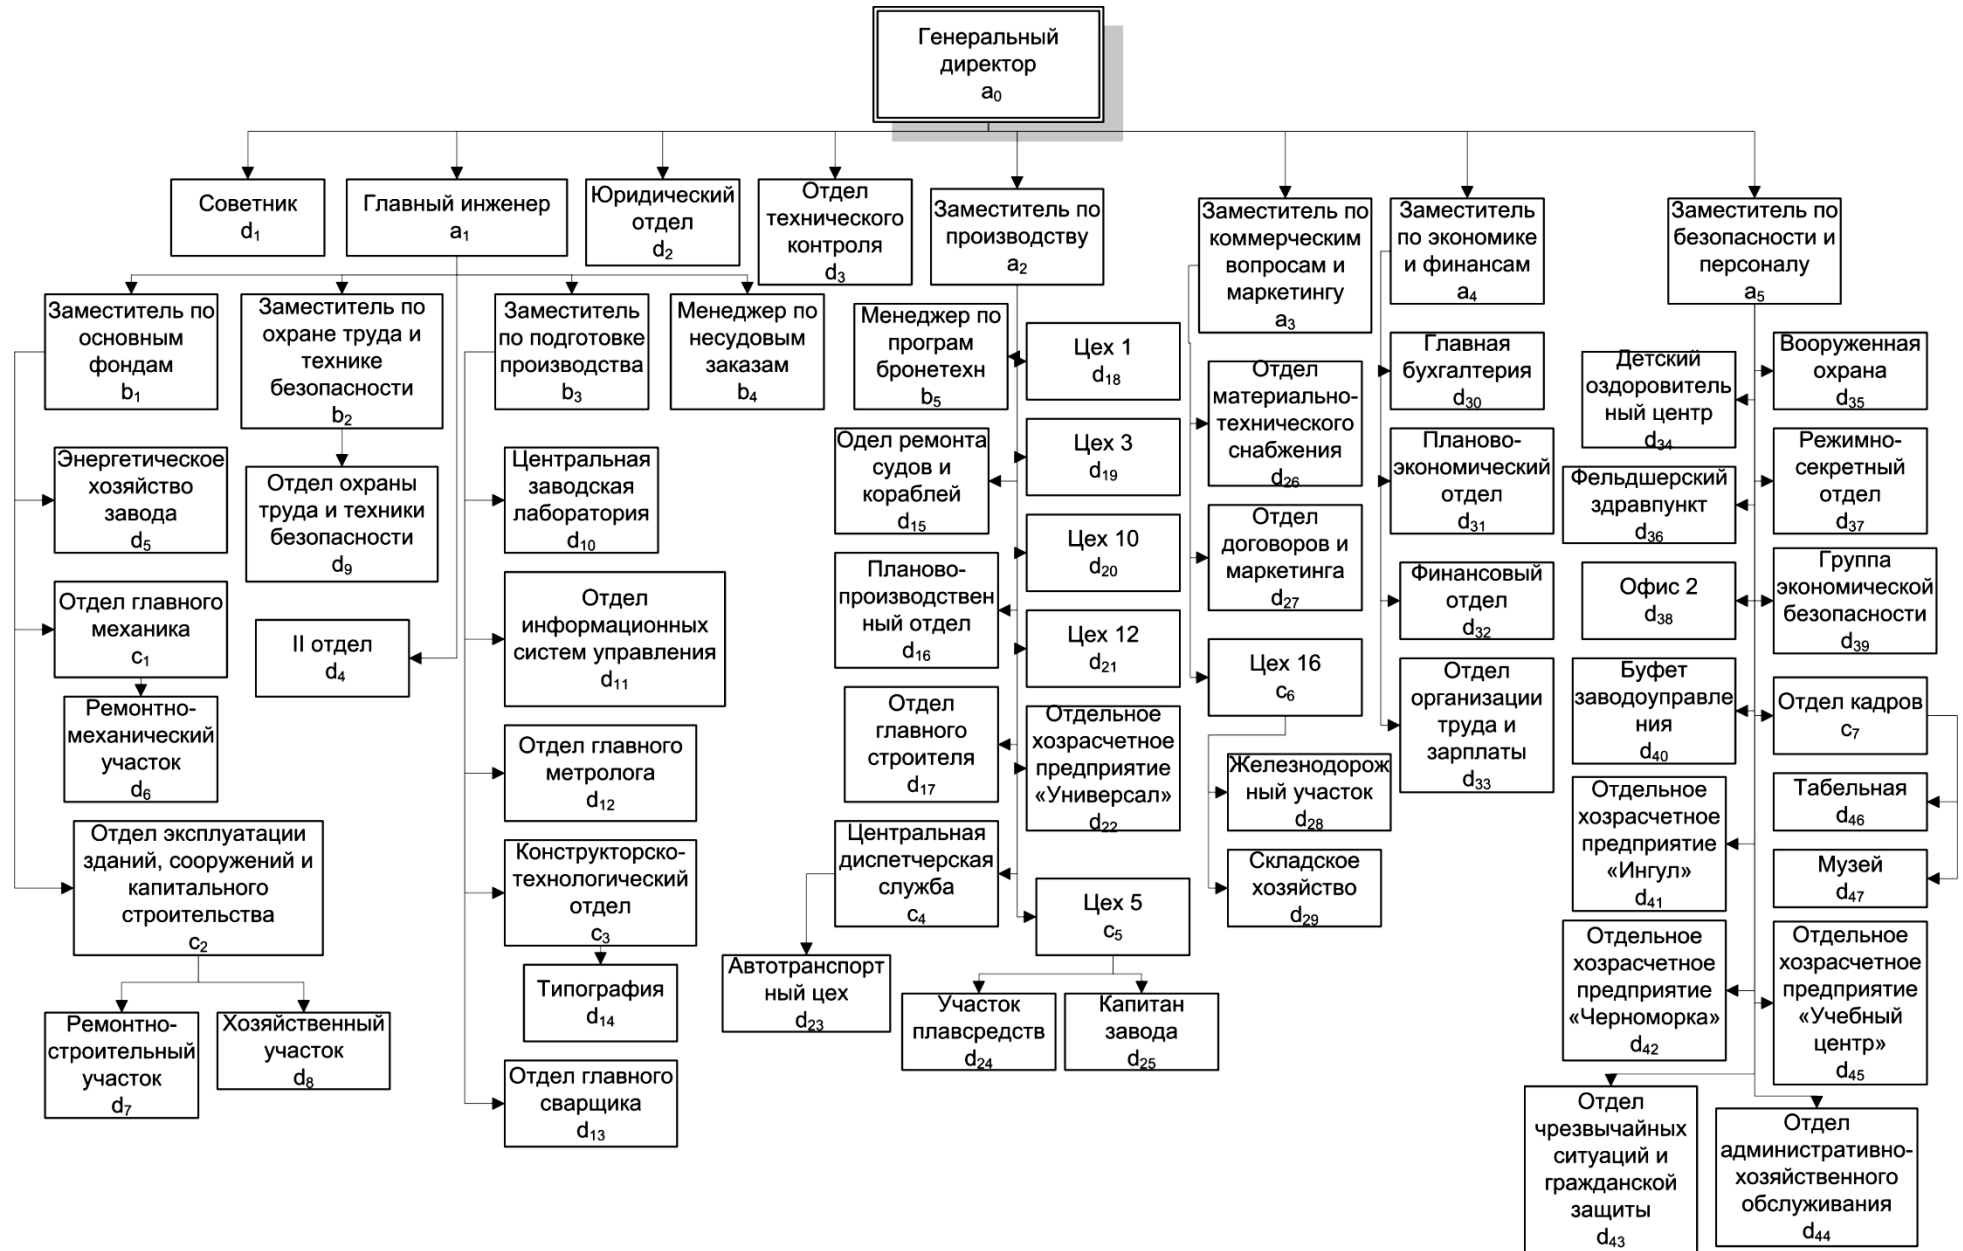 Генеральный
директор
a0
Советник
d1
Главный инженер
a1
Юридический
отдел
d2
Отдел
технического
контроля
d3
Заместитель по
производству
a2
Заместитель по
коммерческим
вопросам и
маркетингу
a3
Заместитель
по экономике
и финансам
a4
Заместитель по
безопасности и
персоналу
a5
Заместитель по
основным
фондам
b1
Заместитель по
охране труда и
технике
безопасности
b2
Заместитель
по подготовке
производства
b3
Менеджер по
несудовым
заказам
b4
Энергетическое
хозяйство
завода
d5
Отдел главного
механика
c1
Ремонтно-
механический
участок
d6
Отдел эксплуатации
зданий, сооружений и
капитального
строительства
c2
Ремонтно-
строительный
участок
d7
Хозяйственный
участок
d8
Отдел охраны
труда и техники
безопасности
d9
II отдел
d4
Центральная
заводская
лаборатория
d10
Отдел
информационных
систем управления
d11
Отдел главного
метролога
d12
Конструкторско-
технологический
отдел
c3
Типография
d14
Отдел главного
сварщика
d13
Менеджер по
програм
бронетехн
b5
Одел ремонта
судов и
кораблей
d15
Планово-
производствен
ный отдел
d16
Отдел
главного
строителя
d17
Центральная
диспетчерская
служба
c4
Автотранспорт
ный цех
d23
Цех 1
d18
Цех 3
d19
Цех 10
d20
Цех 12
d21
Отдельное
хозрасчетное
предприятие
«Универсал»
d22
Цех 5
c5
Участок
плавсредств
d24
Капитан
завода
d25
Отдел
материально-
технического
снабжения
d26
Отдел
договоров и
маркетинга
d27
Цех 16
c6
Железнодорож
ный участок
d28
Складское
хозяйство
d29
Главная
бухгалтерия
d30
Планово-
экономический
отдел
d31
Финансовый
отдел
d32
Отдел
организации
труда и
зарплаты
d33
Детский
оздоровитель
ный центр
d34
Фельдшерский
здравпункт
d36
Офис 2
d38
Буфет
заводоуправле
ния
d40
Отдельное
хозрасчетное
предприятие
«Ингул»
d41
Отдельное
хозрасчетное
предприятие
«Черноморка»
d42
Отдел
чрезвычайных
ситуаций и
гражданской
защиты
d43
Вооруженная
охрана
d35
Режимно-
секретный
отдел
d37
Группа
экономической
безопасности
d39
Отдел кадров
c7
Табельная
d46
Музей
d47
Отдельное
хозрасчетное
предприятие
«Учебный
центр»
d45
Отдел
административно-
хозяйственного
обслуживания
d44